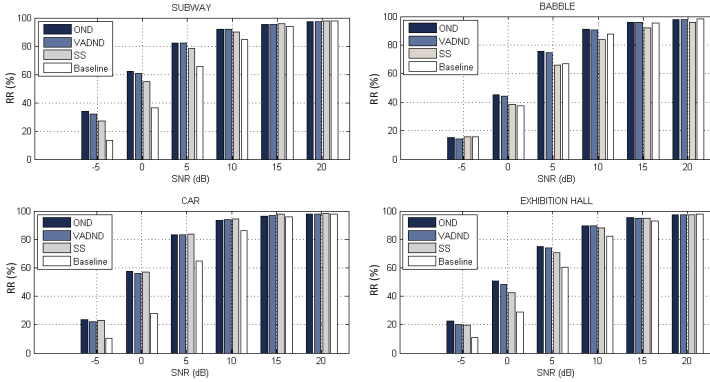 SUBWAY
RR (%)
100
80
60
40
20
0
OND
VADND
SS
Baseline
-5 0 5 10 15 20
SNR (dB)
BABBLE
RR (%)
100
80
60
40
20
0
OND
VADND
SS
Baseline
-5 0 5 10 15 20
SNR (dB)
CAR
RR (%)
100
80
60
40
20
0
OND
VADND
SS
Baseline
-5 0 5 10 15 20
SNR (dB)
EXHIBITION HALL
RR (%)
100
80
60
40
20
0
OND
VADND
SS
Baseline
-5 0 5 10 15 20
SNR (dB)